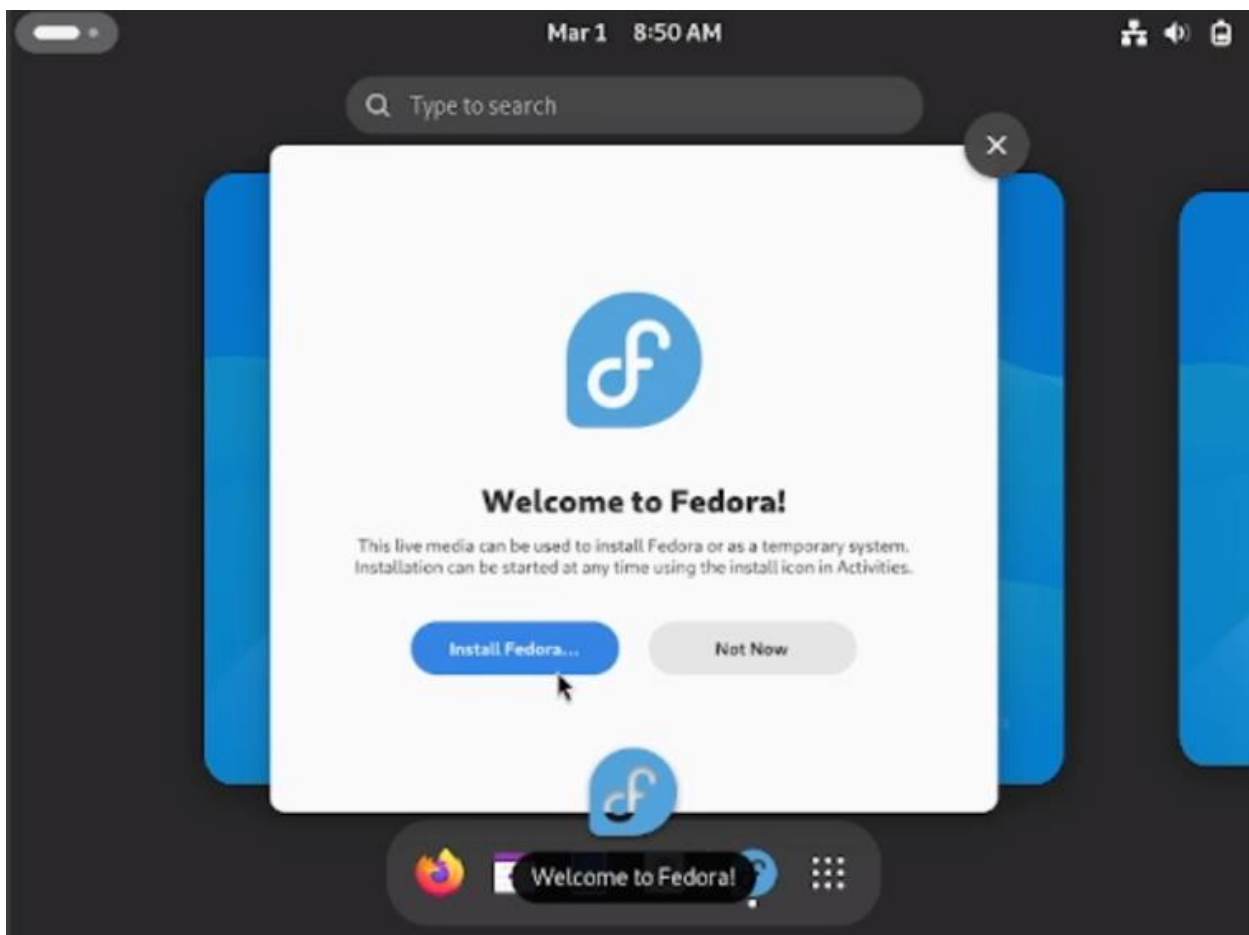 Mar 1 8:50 AM
Type to search
Welcome to Fedora!
This live media can be used to install Fedora or as a temporary system.
Installation can be started at any time using the install icon in Activities.
Install Fedora... Not Now
Welcome to Fedora!